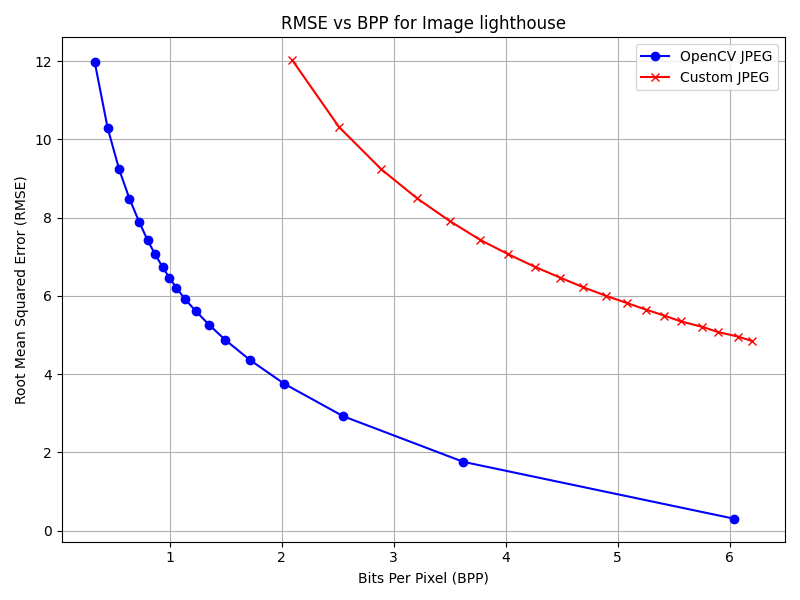 RMSE vs BPP for Image lighthouse
OpenCV JPEG
Custom JPEG
Root Mean Squared Error (RMSE)
12
10
8
6
4
2
0
1 2 3 4 5 6
Bits Per Pixel (BPP)